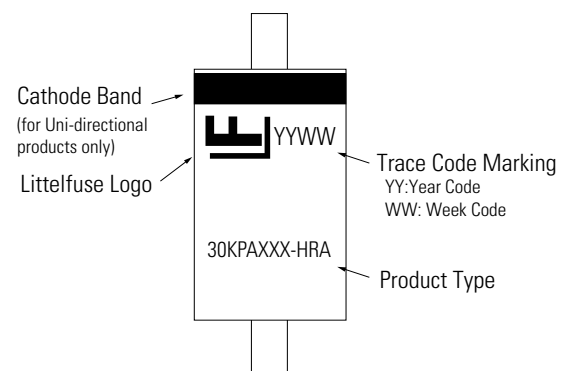 Cathode Band
(for Uni-directional
products only)
Littelfuse Logo
YYWW
Trace Code Marking
YY:Year Code
WW: Week Code
30KPAXXX-HRA
Product Type